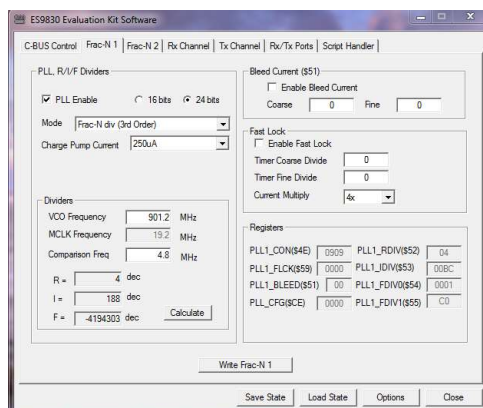 ES9830 Evaluation Kit Software
C-BUS Control Frac-N 1 Frac-N 2 Rx Channel Tx Channel Rx/Tx Ports Script Handler
PLL, R/I/F Dividers
PLL Enable 16 bits 24 bits
Mode Frac-N div (3rd Order)
Charge Pump Current 250uA
Dividers
VCO Frequency 901.2 MHz
MCLK Frequency 19.2 MHz
Comparison Freq 4.8 MHz
R = 4 dec
I = 188 dec
F = -4194303 dec Calculate
Bleed Current ($51)
Enable Bleed Current
Coarse 0 Fine 0
Fast Lock
Enable Fast Lock
Timer Coarse Divide 0
Timer Fine Divide 0
Current Multiply 4x
Registers
PLL1_CON($4E) 0909 PLL1_RDIV($52) 04
PLL1_FLCK($59) 0000 PLL1_IDIV($53) 00BC
PLL1_BLEED($51) 00 PLL1_FDIV0($54) 0001
PLL_CFG($CE) 0000 PLL1_FDIV1($55) C0
Write Frac-N 1
Save State Load State Options Close